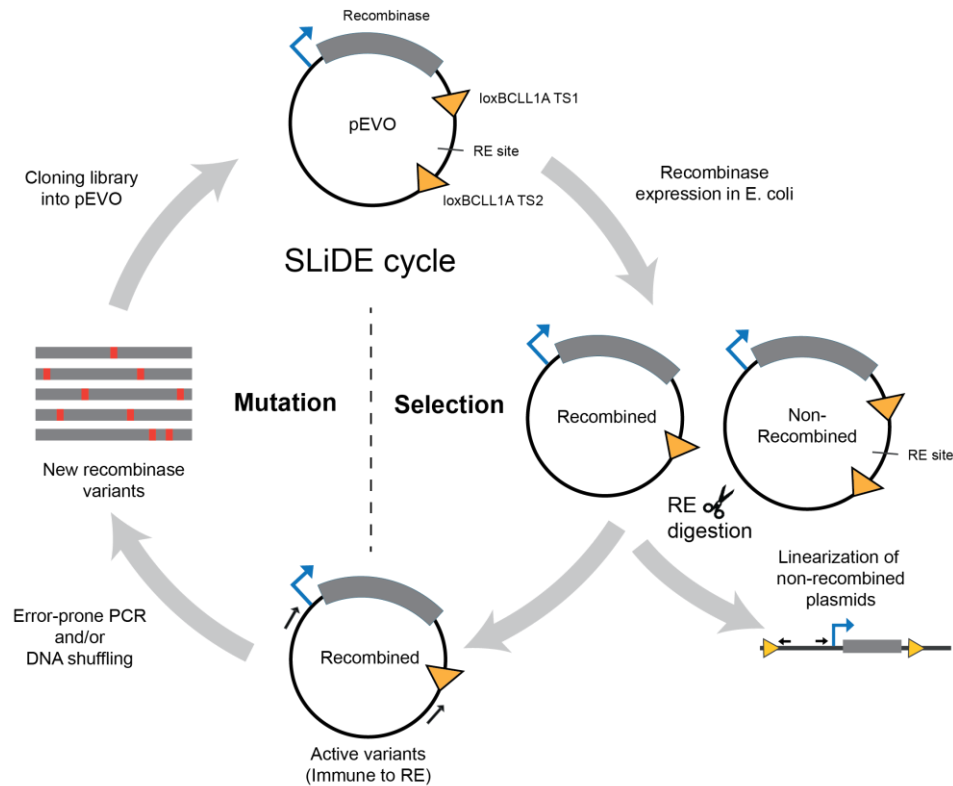 Recombinase
loxBCLL1A TS1
pEVO
RE site
loxBCLL1A TS2
Cloning library
into pEVO
Recombinase
expression in E. coli
SLiDE cycle
Mutation
Selection
Recombined
Non-
Recombined
RE site
RE
digestion
New recombinase
variants
Linearization of
non-recombined
plasmids
Error-prone PCR
and/or
DNA shuffling
Recombined
Active variants
(Immune to RE)